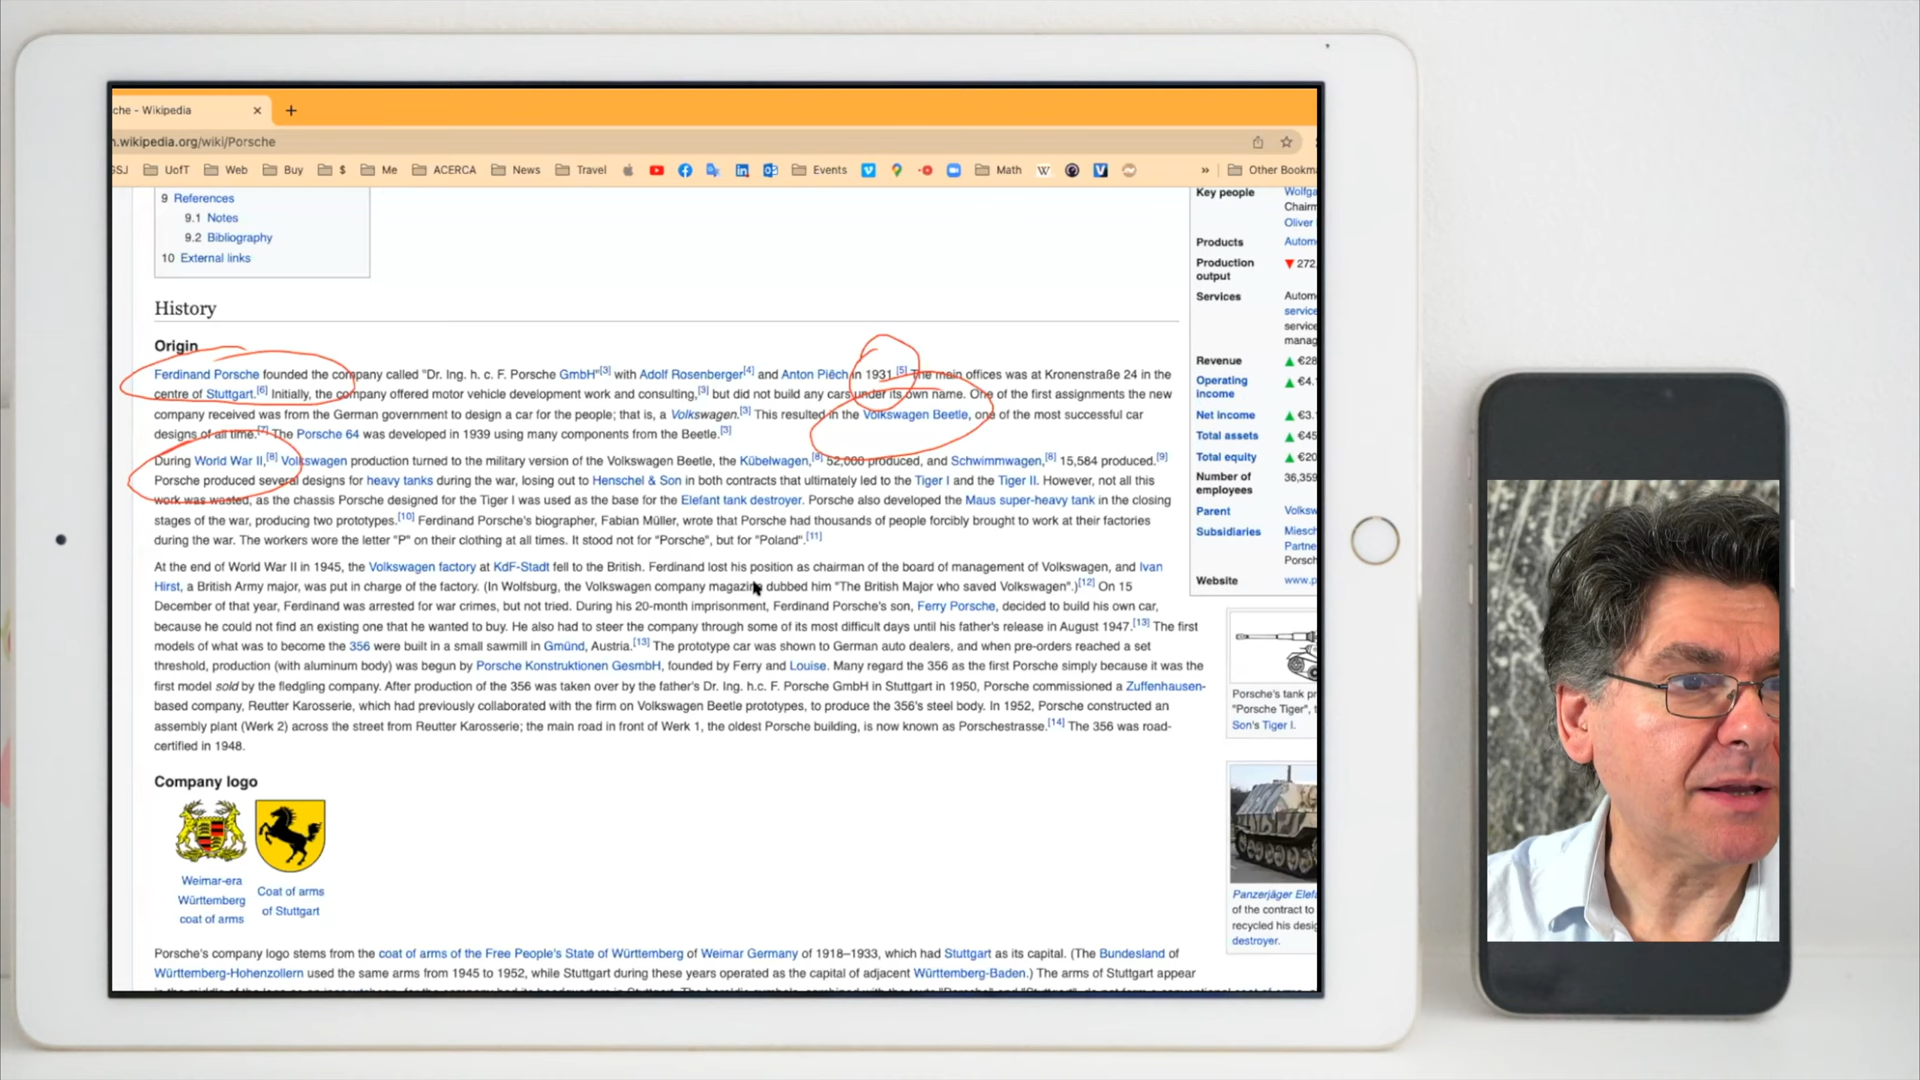 che - Wikipedia
n.wikipedia.org/wiki/Porsche
GSJ UofT Web Buy $ Me ACERCA News Travel Events Math W » Other Bookma
9 References
9.1 Notes
9.2 Bibliography
10 External links
History
Origin
Ferdinand Porsche founded the company called "Dr. Ing. h. c. F. Porsche GmbH"[3] with Adolf Rosenberger[4] and Anton Piëch in 1931.[5] The main offices was at Kronenstraße 24 in the
centre of Stuttgart.[6] Initially, the company offered motor vehicle development work and consulting,[3] but did not build any cars under its own name. One of the first assignments the new
company received was from the German government to design a car for the people; that is, a Volkswagen.[3] This resulted in the Volkswagen Beetle, one of the most successful car
designs of all time.[7] The Porsche 64 was developed in 1939 using many components from the Beetle.[3]
During World War II,[8] Volkswagen production turned to the military version of the Volkswagen Beetle, the Kübelwagen,[8] 52,000 produced, and Schwimmwagen,[8] 15,584 produced.[9]
Porsche produced several designs for heavy tanks during the war, losing out to Henschel & Son in both contracts that ultimately led to the Tiger I and the Tiger II. However, not all this
work was wasted, as the chassis Porsche designed for the Tiger I was used as the base for the Elefant tank destroyer. Porsche also developed the Maus super-heavy tank in the closing
stages of the war, producing two prototypes.[10] Ferdinand Porsche's biographer, Fabian Müller, wrote that Porsche had thousands of people forcibly brought to work at their factories
during the war. The workers wore the letter "P" on their clothing at all times. It stood not for "Porsche", but for "Poland".[11]
At the end of World War II in 1945, the Volkswagen factory at KdF-Stadt fell to the British. Ferdinand lost his position as chairman of the board of management of Volkswagen, and Ivan
Hirst, a British Army major, was put in charge of the factory. (In Wolfsburg, the Volkswagen company magazine dubbed him "The British Major who saved Volkswagen".)[12] On 15
December of that year, Ferdinand was arrested for war crimes, but not tried. During his 20-month imprisonment, Ferdinand Porsche's son, Ferry Porsche, decided to build his own car,
because he could not find an existing one that he wanted to buy. He also had to steer the company through some of its most difficult days until his father's release in August 1947.[13] The first
models of what was to become the 356 were built in a small sawmill in Gmünd, Austria.[13] The prototype car was shown to German auto dealers, and when pre-orders reached a set
threshold, production (with aluminum body) was begun by Porsche Konstruktionen GesmbH, founded by Ferry and Louise. Many regard the 356 as the first Porsche simply because it was the
first model sold by the fledgling company. After production of the 356 was taken over by the father's Dr. Ing. h.c. F. Porsche GmbH in Stuttgart in 1950, Porsche commissioned a Zuffenhausen-
based company, Reutter Karosserie, which had previously collaborated with the firm on Volkswagen Beetle prototypes, to produce the 356's steel body. In 1952, Porsche constructed an
assembly plant (Werk 2) across the street from Reutter Karosserie; the main road in front of Werk 1, the oldest Porsche building, is now known as Porschestrasse.[14] The 356 was road-
certified in 1948.
Company logo
Weimar-era
Württemberg
coat of arms
Coat of arms
of Stuttgart
Porsche's company logo stems from the coat of arms of the Free People's State of Württemberg of Weimar Germany of 1918–1933, which had Stuttgart as its capital. (The Bundesland of
Württemberg-Hohenzollern used the same arms from 1945 to 1952, while Stuttgart during these years operated as the capital of adjacent Württemberg-Baden.) The arms of Stuttgart appear
Key people Wolfga
Chairm
Oliver
Products Autom
Production
output ▼ 272,
Services Autom
service
service
manag
Revenue ▲ €28
Operating
income ▲ €4.
Net income ▲ €3.
Total assets ▲ €45
Total equity ▲ €20
Number of
employees 36,359
Parent Volksw
Subsidiaries Miesch
Partne
Porsch
Website www.p
Porsche's tank pr
"Porsche Tiger", t
Son's Tiger I.
Panzerjäger Elefa
of the contract to
recycled his desig
destroyer.